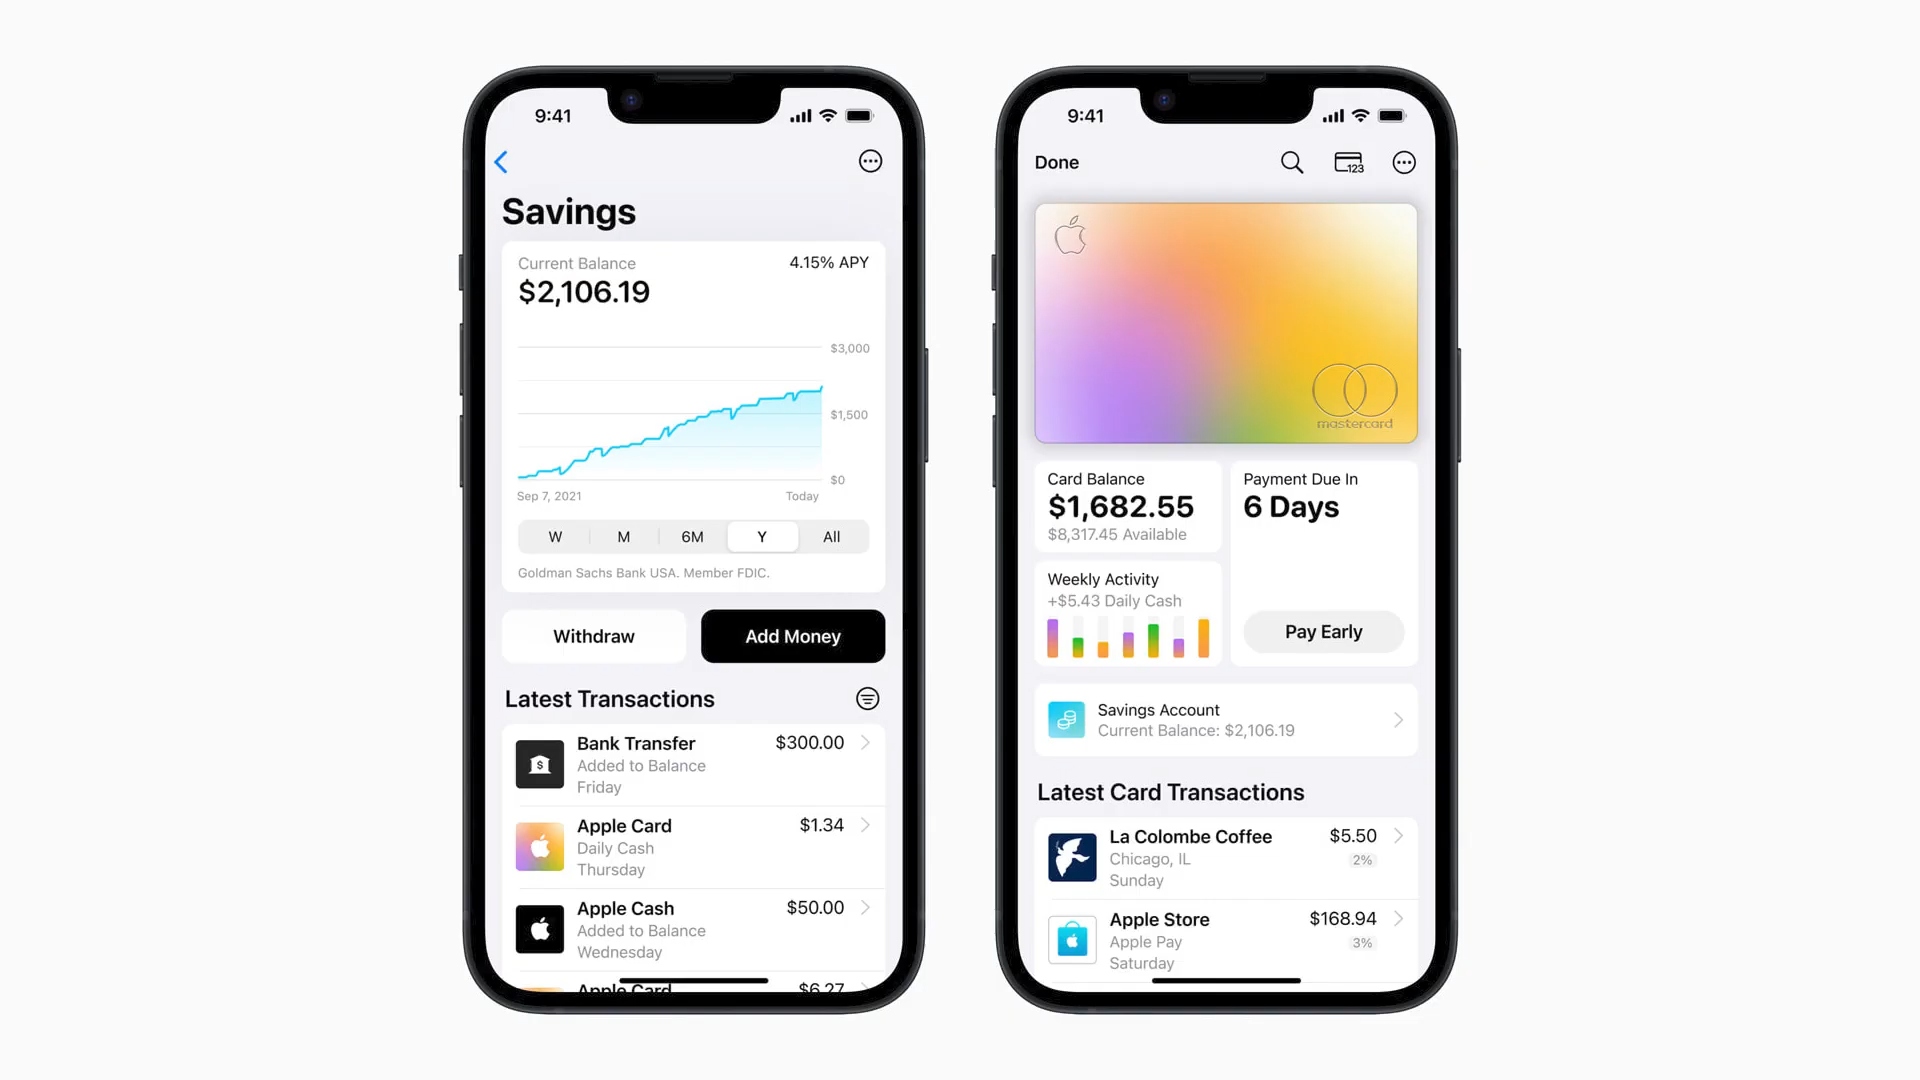 9:41
Savings
Current Balance
4.15% APY
$2,106.19
$3,000
$1,500
$0
Sep 7, 2021
Today
W M 6M Y All
Goldman Sachs Bank USA. Member FDIC.
Withdraw
Add Money
Latest Transactions
Bank Transfer
$300.00
Added to Balance
Friday
Apple Card
$1.34
Daily Cash
Thursday
Apple Cash
$50.00
Added to Balance
Wednesday
Apple Card
$6.27
9:41
Done
123
mastercard
Card Balance
$1,682.55
$8,317.45 Available
Payment Due In
6 Days
Weekly Activity
+$5.43 Daily Cash
Pay Early
Savings Account
Current Balance: $2,106.19
Latest Card Transactions
La Colombe Coffee
$5.50
Chicago, IL
2%
Sunday
Apple Store
$168.94
Apple Pay
3%
Saturday